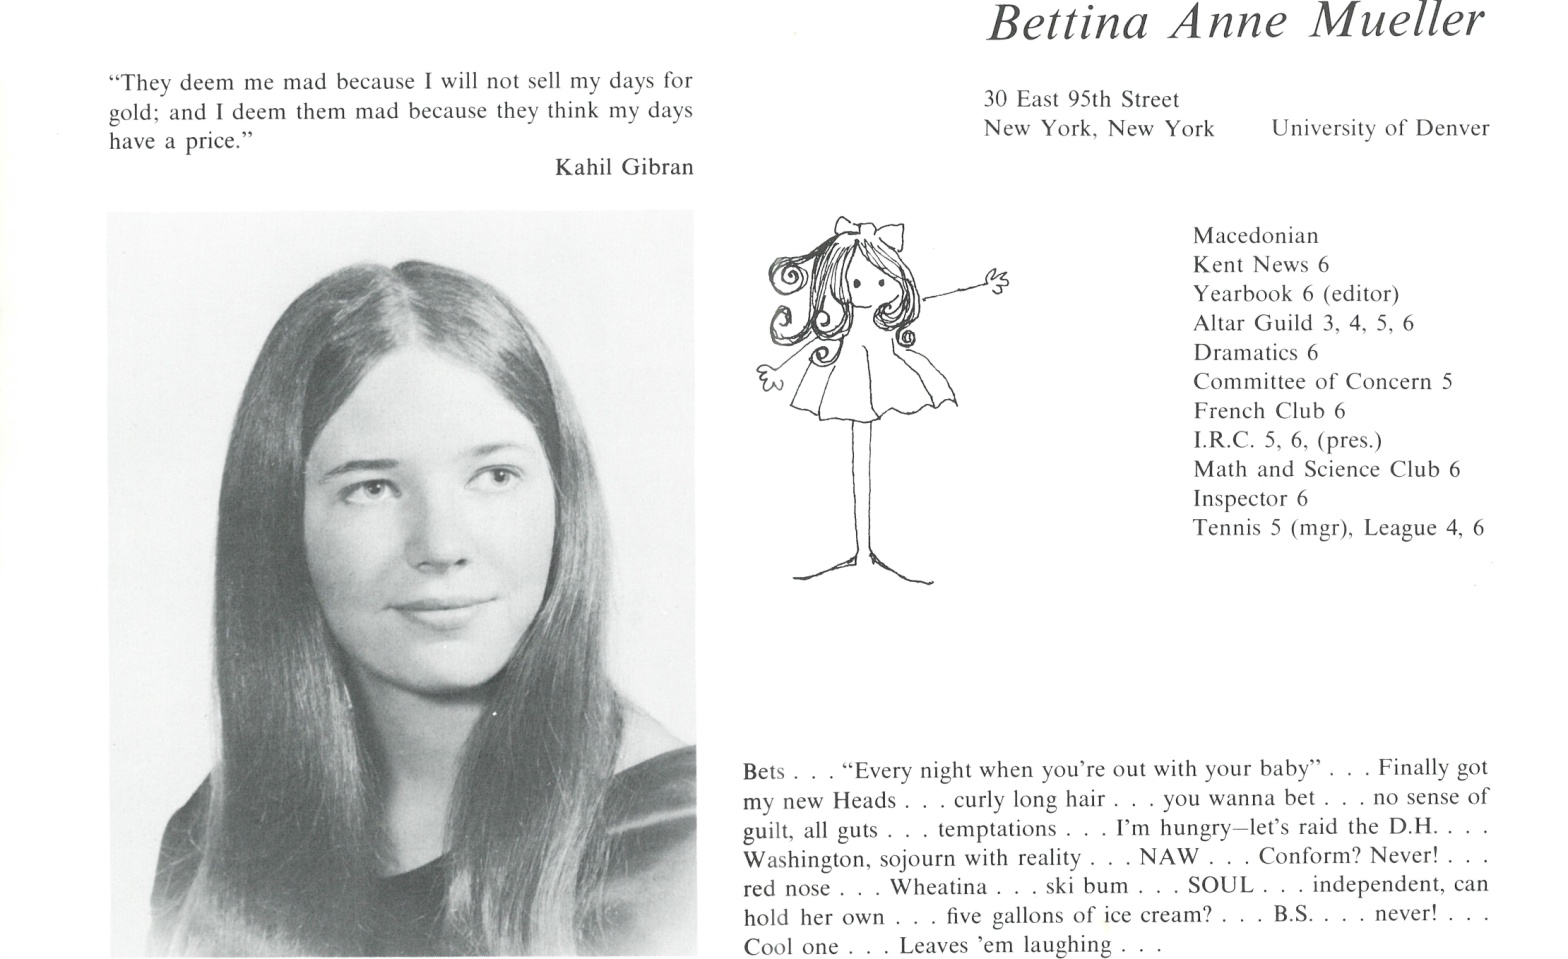 Bettina Anne Mueller
"They deem me mad because I will not sell my days for
gold; and I deem them mad because they think my days
have a price."
Kahil Gibran
30 East 95th Street
New York, New York University of Denver
Macedonian
Kent News 6
Yearbook 6 (editor)
Altar Guild 3, 4, 5, 6
Dramatics 6
Committee of Concern 5
French Club 6
I.R.C. 5, 6, (pres.)
Math and Science Club 6
Inspector 6
Tennis 5 (mgr), League 4, 6
Bets . . . "Every night when you're out with your baby" . . . Finally got
my new Heads . . . curly long hair . . . you wanna bet . . . no sense of
guilt, all guts . . . temptations . . . I'm hungry—let's raid the D.H. . . .
Washington, sojourn with reality . . . NAW . . . Conform? Never! . . .
red nose . . . Wheatina . . . ski bum . . . SOUL . . . independent, can
hold her own . . . five gallons of ice cream? . . . B.S. . . . never! . . .
Cool one . . . Leaves 'em laughing . . .